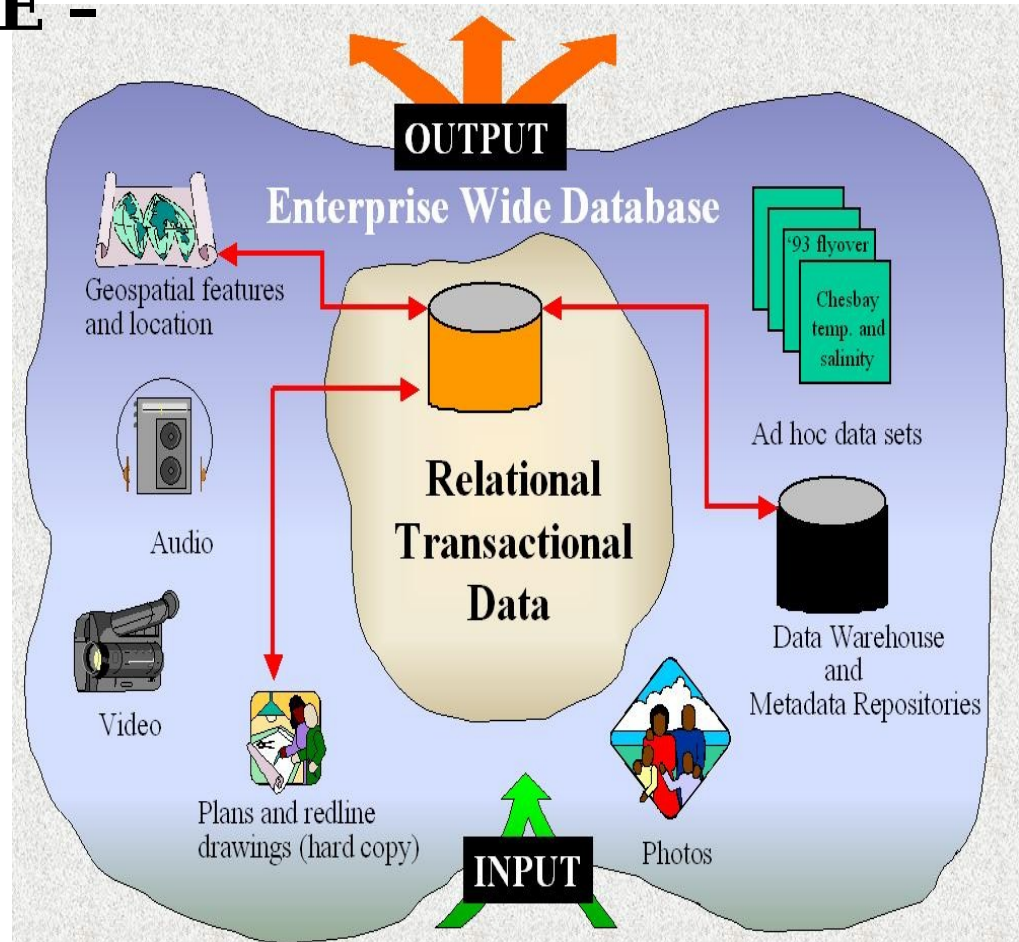 E –
OUTPUT
Enterprise Wide Database
Geospatial features
and location
'93 flyover
Chesbay
temp. and
salinity
Ad hoc data sets
Audio
Relational
Transactional
Data
Video
Data Warehouse
and
Metadata Repositories
Plans and redline
drawings (hard copy)
INPUT
Photos